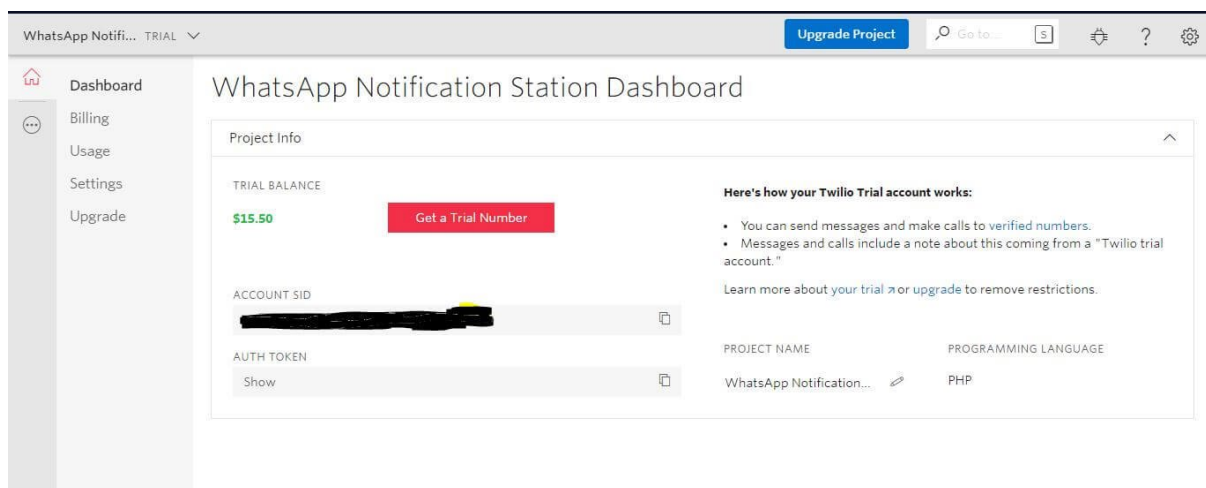 WhatsApp Notifi... TRIAL
Upgrade Project
Go to...
S
?
Dashboard
Billing
Usage
Settings
Upgrade
WhatsApp Notification Station Dashboard
Project Info
TRIAL BALANCE
$15.50
Get a Trial Number
ACCOUNT SID
AUTH TOKEN
Show
Here's how your Twilio Trial account works:
• You can send messages and make calls to verified numbers.
• Messages and calls include a note about this coming from a "Twilio trial
account."
Learn more about your trial or upgrade to remove restrictions.
PROJECT NAME
WhatsApp Notification...
PROGRAMMING LANGUAGE
PHP